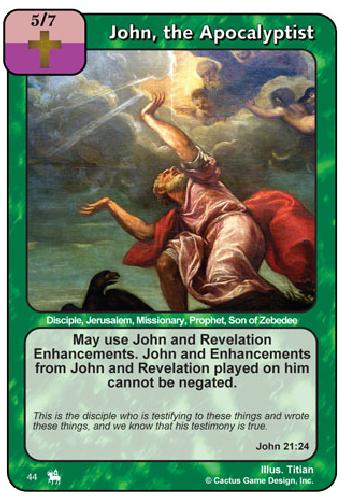 5/7
John, the Apocalyptist
Disciple, Jerusalem, Missionary, Prophet, Son of Zebedee
May use John and Revelation
Enhancements. John and Enhancements
from John and Revelation played on him
cannot be negated.
This is the disciple who is testifying to these things and wrote
these things, and we know that his testimony is true.
John 21:24
Illus. Titian
44
© Cactus Game Design, Inc.